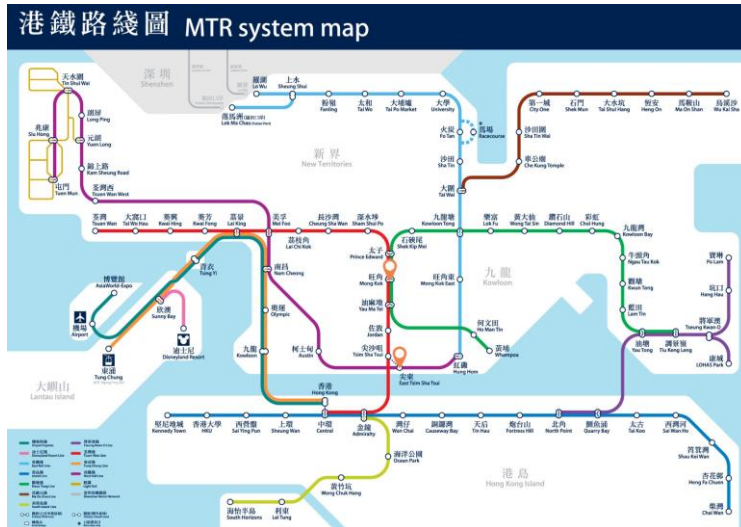 港鐵路綫圖 MTR system map
深圳
Shenzhen
羅湖
Lo Wu
上水
Sheung Shui
落馬洲
Lok Ma Chau
粉嶺
Fanling
太和
Tai Wo
大埔墟
Tai Po Market
大學
University
火炭
Fo Tan
馬場
Racecourse
沙田
Sha Tin
大圍
Tai Wai
第一城
City One
石門
Shek Mun
大水坑
Tai Shui Hang
恆安
Heng On
馬鞍山
Ma On Shan
烏溪沙
Wu Kai Sha
沙田圍
Sha Tin Wai
車公廟
Che Kung Temple
新界
New Territories
天水圍
Tin Shui Wai
朗屏
Long Ping
兆康
Siu Hong
元朗
Yuen Long
錦上路
Kam Sheung Road
屯門
Tuen Mun
荃灣西
Tsuen Wan West
荃灣
Tsuen Wan
大窩口
Tai Wo Hau
葵興
Kwai Hing
葵芳
Kwai Fong
荔景
Lai King
美孚
Mei Foo
荔枝角
Lai Chi Kok
長沙灣
Cheung Sha Wan
深水埗
Sham Shui Po
太子
Prince Edward
石硤尾
Shek Kip Mei
九龍塘
Kowloon Tong
樂富
Lok Fu
黃大仙
Wong Tai Sin
鑽石山
Diamond Hill
彩虹
Choi Hung
九龍灣
Kowloon Bay
牛頭角
Ngau Tau Kok
觀塘
Kwun Tong
藍田
Lam Tin
油塘
Yau Tong
調景嶺
Tiu Keng Leng
寶琳
Po Lam
坑口
Hang Hau
將軍澳
Tseung Kwan O
康城
LOHAS Park
青衣
Tsing Yi
南昌
Nam Cheong
奧運
Olympic
九龍
Kowloon
柯士甸
Austin
旺角
Mong Kok
旺角東
Mong Kok East
九龍
Kowloon
油麻地
Yau Ma Tei
佐敦
Jordan
尖沙咀
Tsim Sha Tsui
尖東
East Tsim Sha Tsui
何文田
Ho Man Tin
黃埔
Whampoa
紅磡
Hung Hom
博覽館
AsiaWorld-Expo
機場
Airport
欣澳
Sunny Bay
迪士尼
Disneyland Resort
東涌
Tung Chung
大嶼山
Lantau Island
香港
Hong Kong
中環
Central
金鐘
Admiralty
堅尼地城
Kennedy Town
香港大學
HKU
西營盤
Sai Ying Pun
上環
Sheung Wan
灣仔
Wan Chai
銅鑼灣
Causeway Bay
天后
Tin Hau
炮台山
Fortress Hill
北角
North Point
鰂魚涌
Quarry Bay
太古
Tai Koo
西灣河
Sai Wan Ho
筲箕灣
Shau Kei Wan
杏花邨
Heng Fa Chuen
柴灣
Chai Wan
海洋公園
Ocean Park
黃竹坑
Wong Chuk Hang
利東
Lei Tung
海怡半島
South Horizons
港島
Hong Kong Island